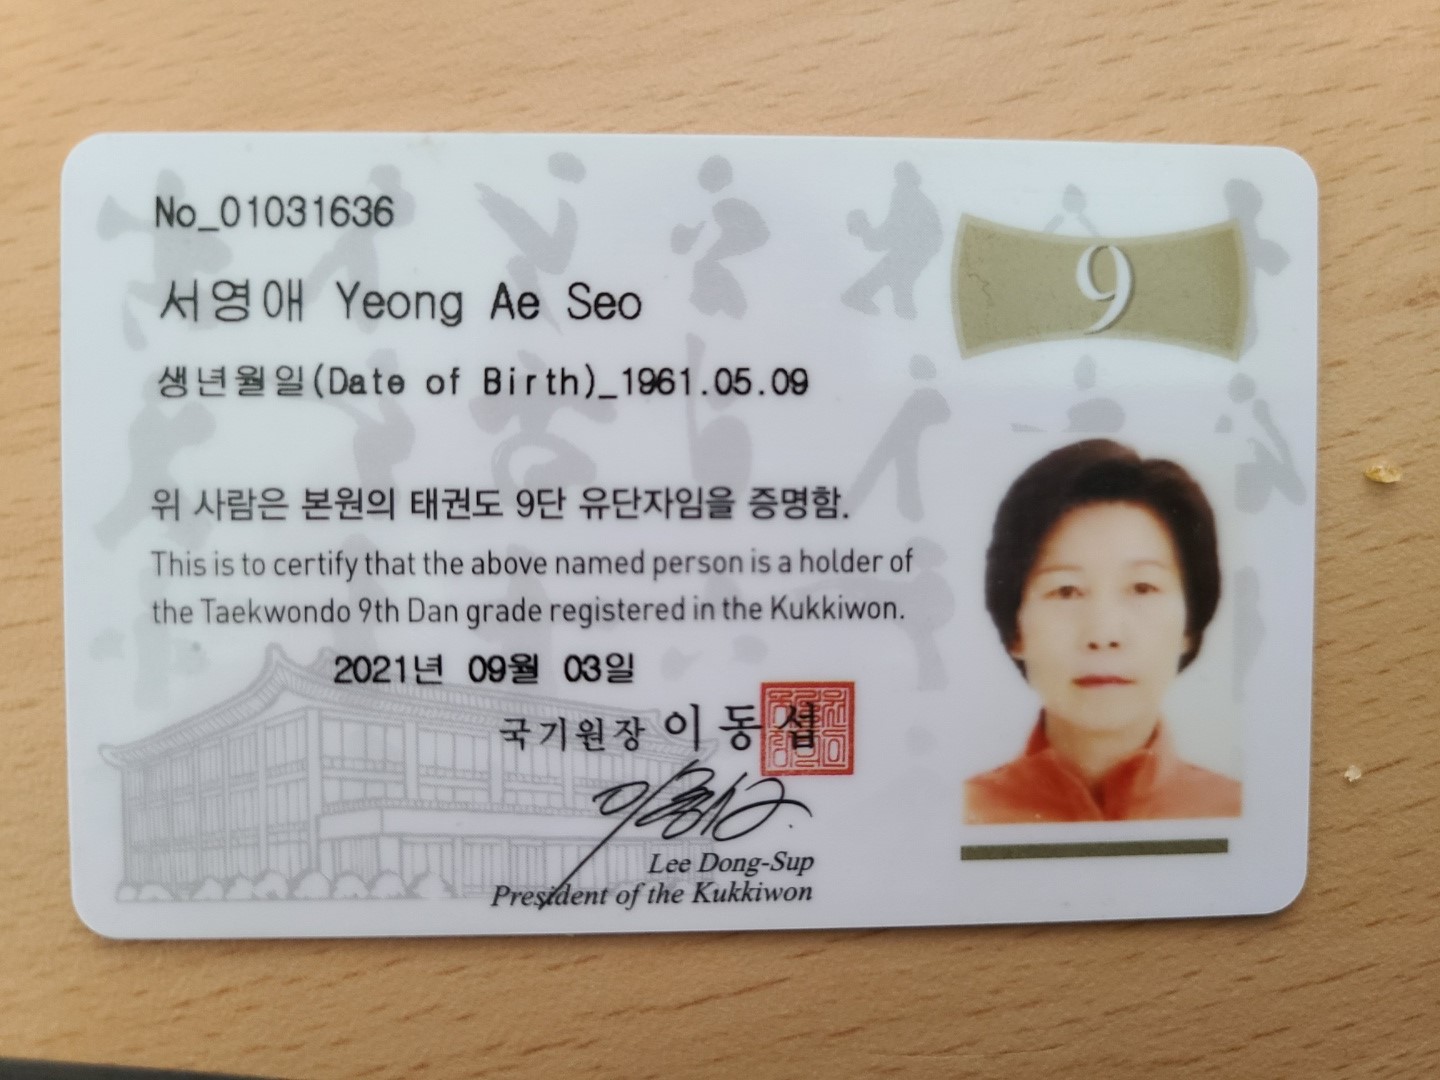 No_01031636
9
서영애 Yeong Ae Seo
생년월일(Date of Birth)_1961.05.09
위 사람은 본원의 태권도 9단 유단자임을 증명함.
This is to certify that the above named person is a holder of
the Taekwondo 9th Dan grade registered in the Kukkiwon.
2021년 09월 03일
국기원장 이동섭
Lee Dong-Sup
President of the Kukkiwon